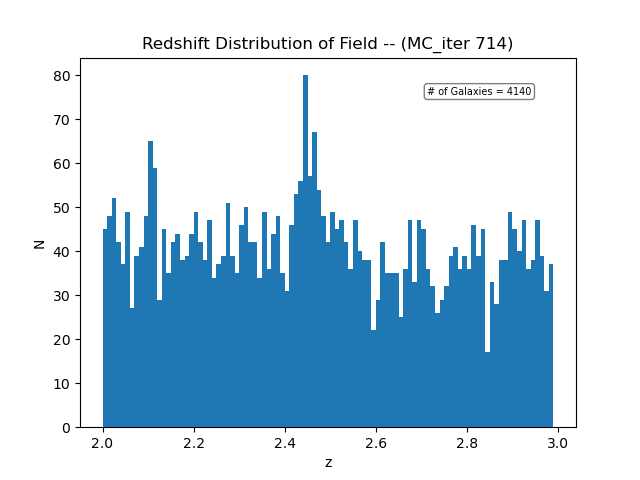 Redshift Distribution of Field -- (MC_iter 714)
# of Galaxies = 4140
80
70
60
50
40
30
20
10
0
N
2.0 2.2 2.4 2.6 2.8 3.0
z